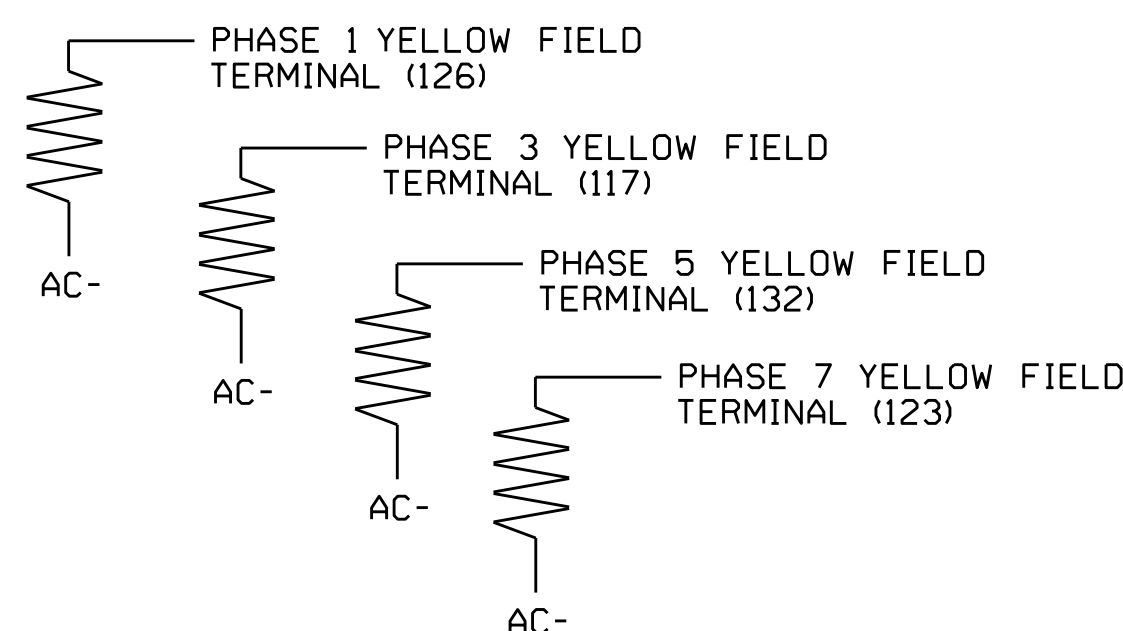 PHASE 1 YELLOW FIELD
TERMINAL (126)
AC-
PHASE 3 YELLOW FIELD
TERMINAL (117)
AC-
PHASE 5 YELLOW FIELD
TERMINAL (132)
AC-
PHASE 7 YELLOW FIELD
TERMINAL (123)
AC-